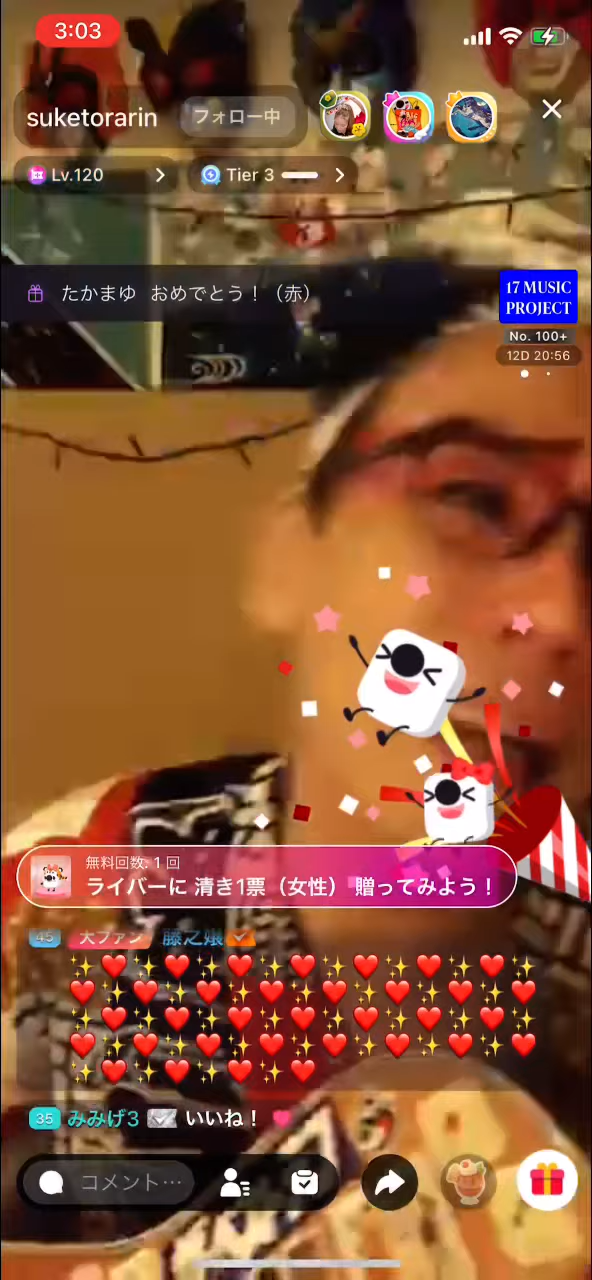 3:03
suketorarin
フォロー中
Lv.120
Tier 3
たかまゆ おめでとう！（赤）
17 MUSIC
PROJECT
No. 100+
12D 20:56
無料回数: 1 回
ライバーに 清き1票（女性） 贈ってみよう！
45 大ファン 藤之嬢
35 みみげ3 いいね！
コメント…